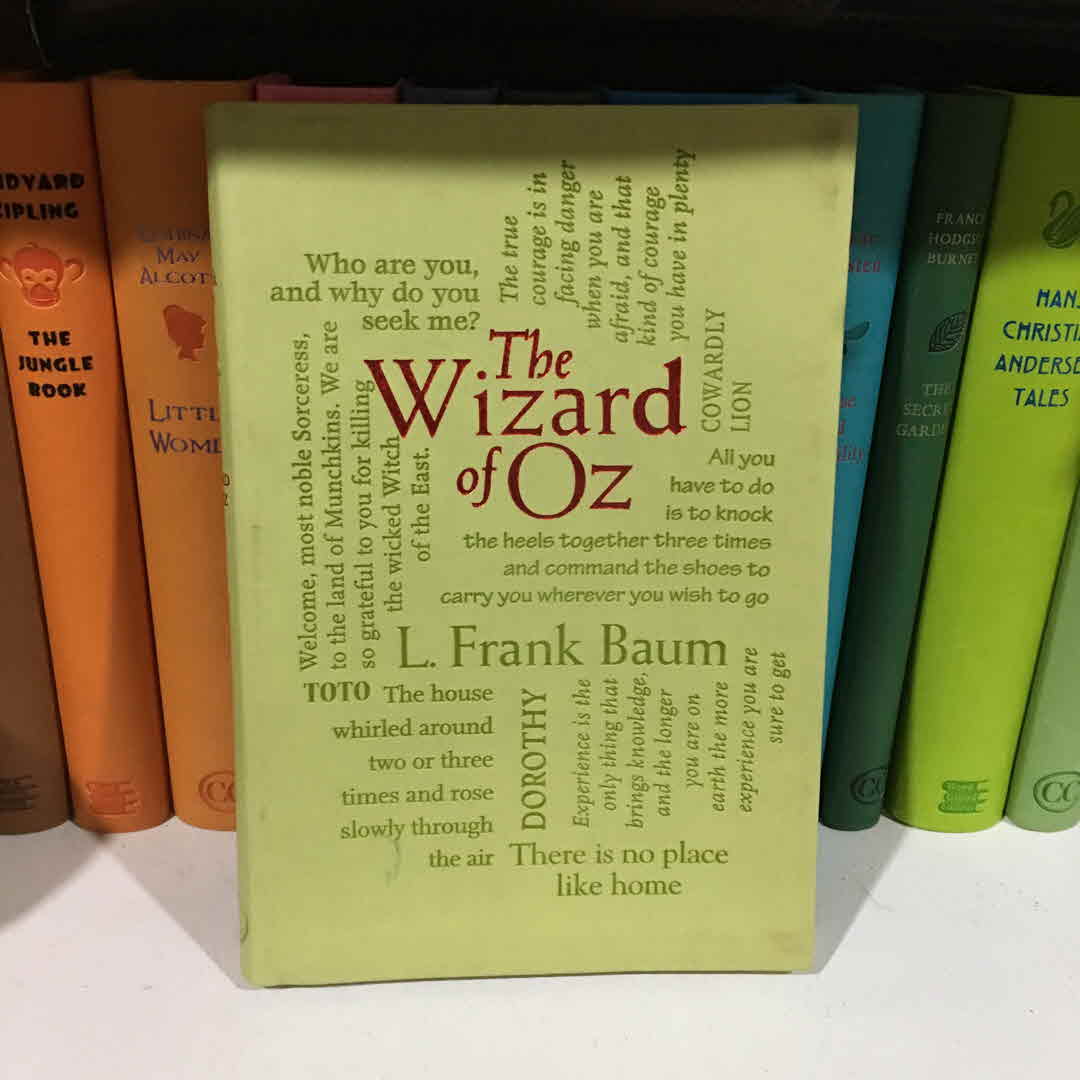 KIPLING
THE
JUNGLE
BOOK
MAY
ALCOTT
Who are you,
and why do you
seek me?
The true
courage is in
facing danger
when you are
afraid, and that
kind of courage
you have in plenty
COWARDLY
LION
Welcome, most noble Sorceress,
to the land of Munchkins. We are
so grateful to you for killing
the wicked Witch
of the East.
The
Wizard
of Oz
All you
have to do
is to knock
the heels together three times
and command the shoes to
carry you wherever you wish to go
L. Frank Baum
TOTO
The house
whirled around
two or three
times and rose
slowly through
the air
DOROTHY
Experience is the
only thing that
brings knowledge,
and the longer
you are on
earth the more
experience you are
sure to get
There is no place
like home
THE
CHRISTIAN
TALES
CC
CC